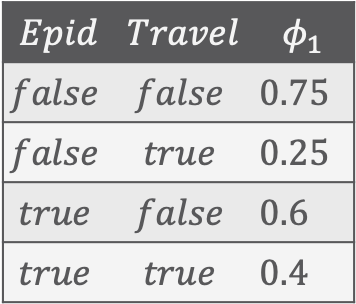 Epid Travel ϕ₁
false false 0.75
false true 0.25
true false 0.6
true true 0.4